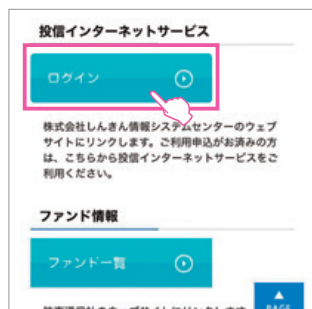 投信インターネットサービス
ログイン
株式会社しんきん情報システムセンターのウェブ
サイトにリンクします。ご利用申込がお済みの方
は、こちらから投信インターネットサービスをご
利用ください。
ファンド情報
ファンド一覧